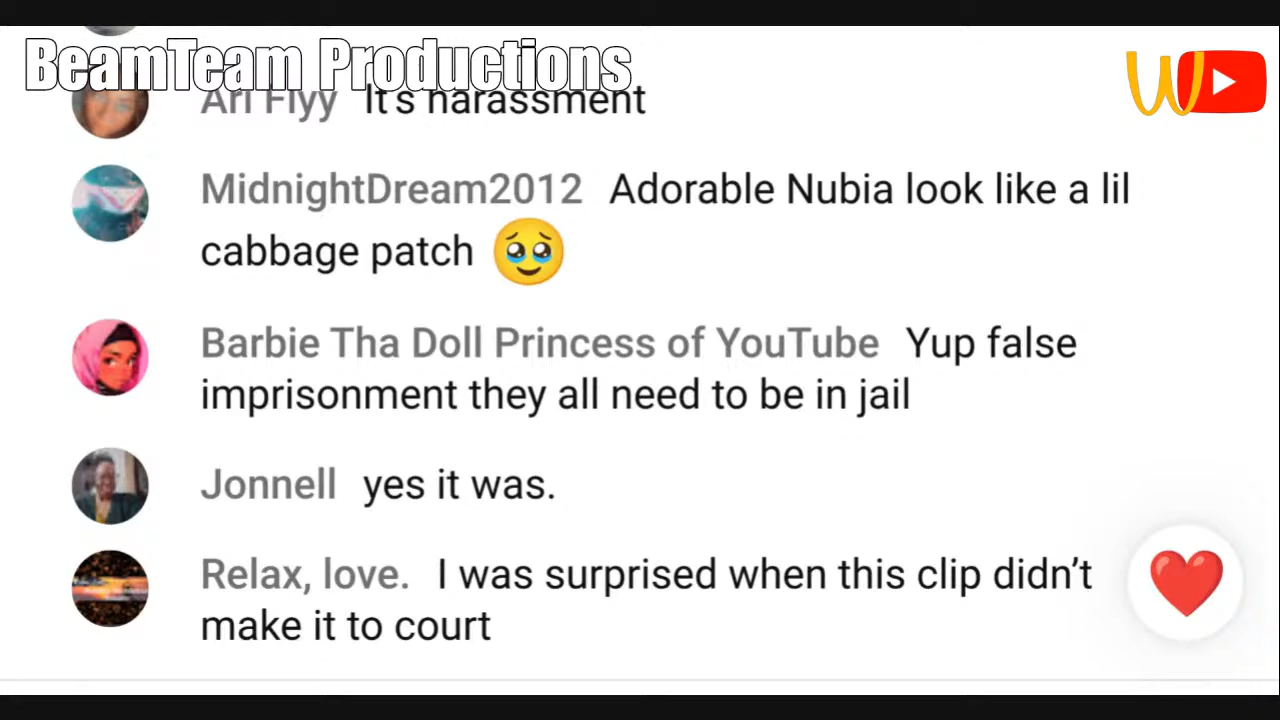 BeamTeam Productions
W
Ari Flyy It's harassment
MidnightDream2012 Adorable Nubia look like a lil
cabbage patch 🥹
Barbie Tha Doll Princess of YouTube Yup false
imprisonment they all need to be in jail
Jonnell yes it was.
Relax, love. I was surprised when this clip didn’t
make it to court